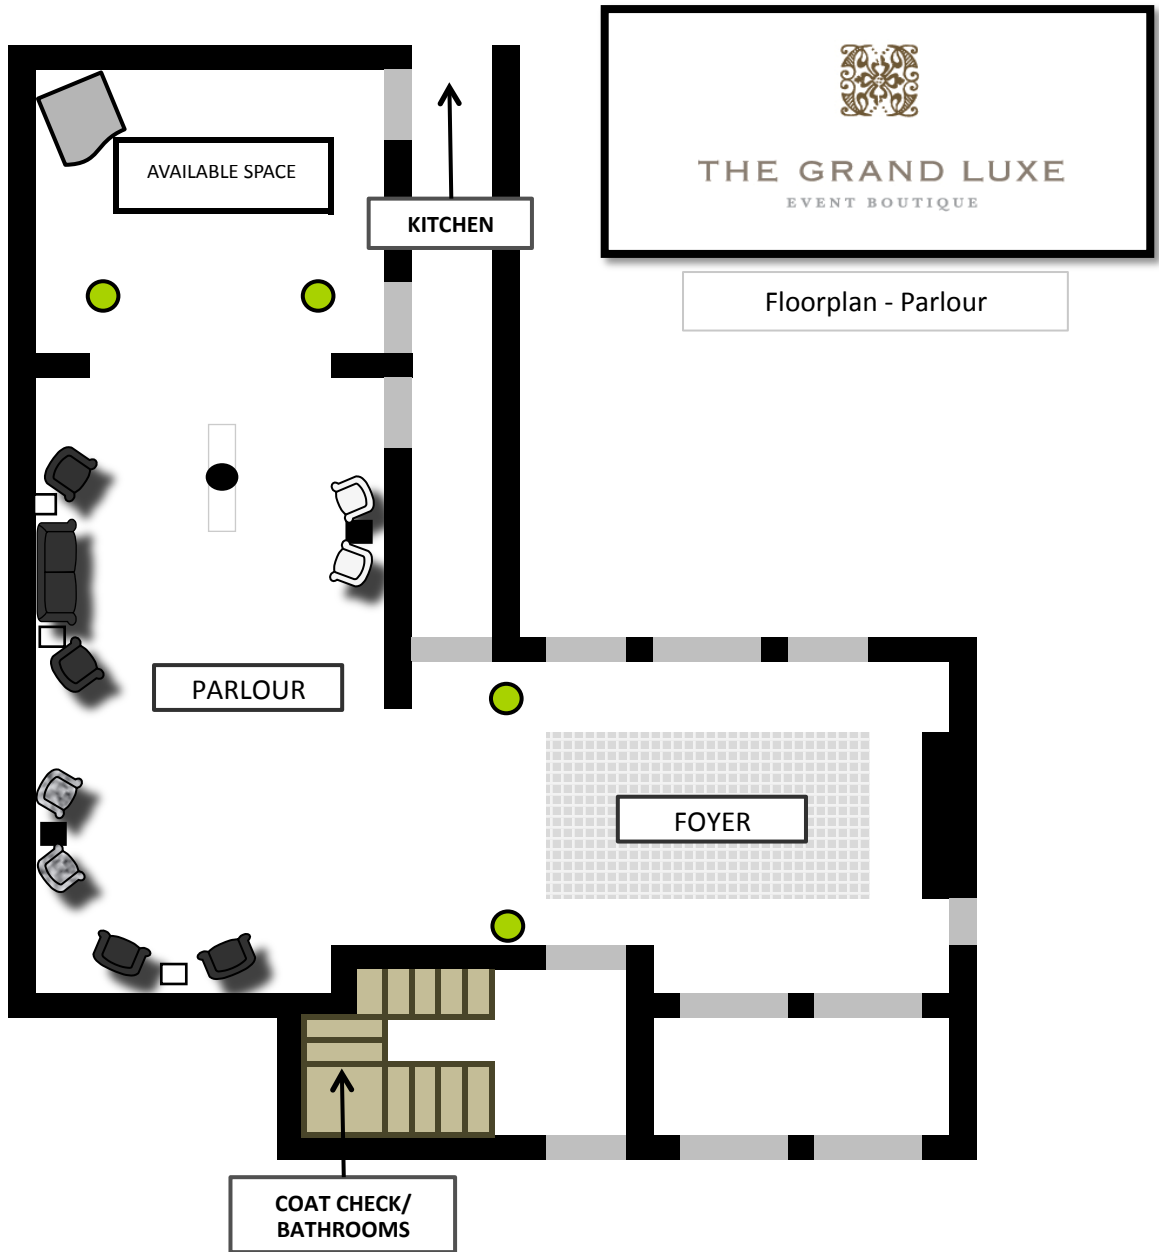 THE GRAND LUXE
EVENT BOUTIQUE
Floorplan - Parlour
AVAILABLE SPACE
KITCHEN
PARLOUR
FOYER
COAT CHECK/
BATHROOMS